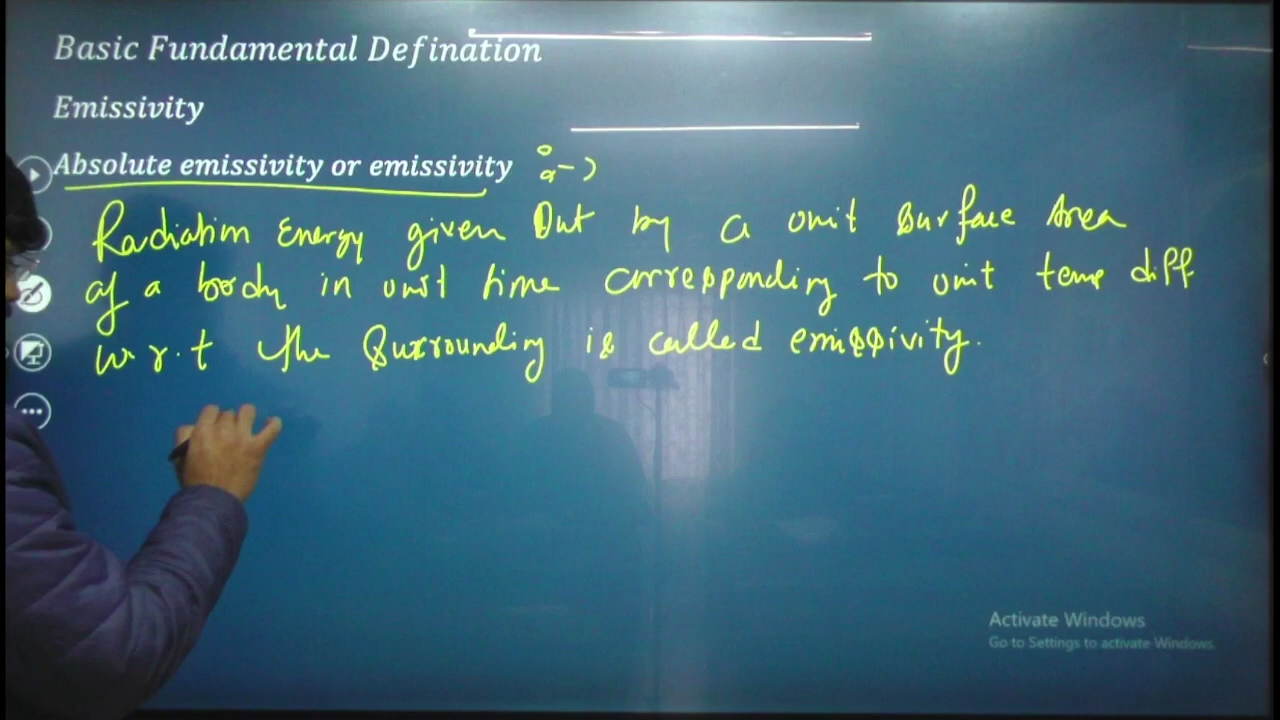 Basic Fundamental Defination
Emissivity
Absolute emissivity or emissivity
Radiation Energy given Out by a unit Surface Area
of a body in unit time corresponding to unit temp diff
w.r.t the Surrounding is called emissivity.
Activate Windows
Go to Settings to activate Windows.